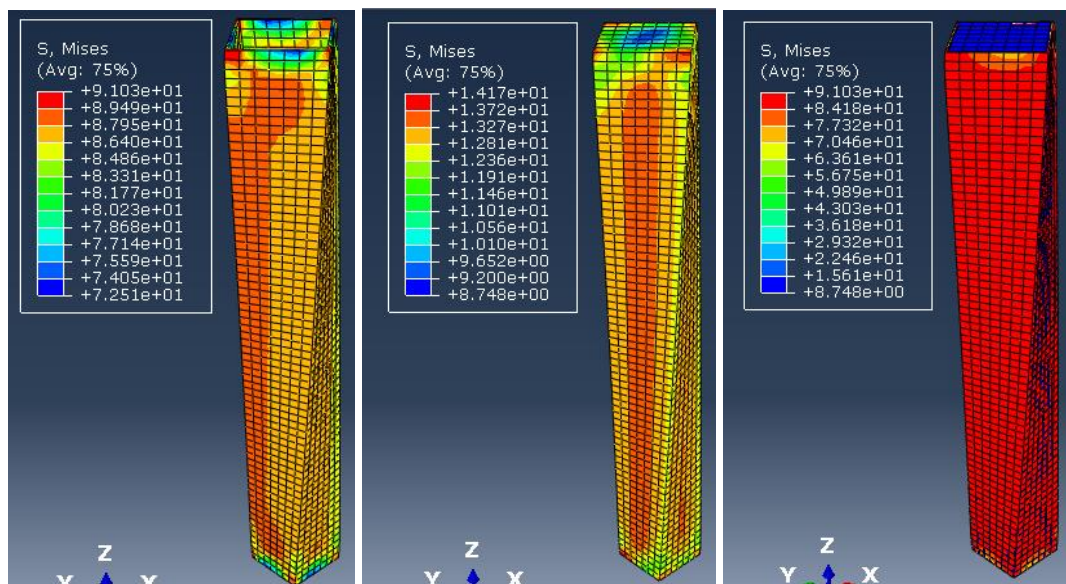 S, Mises
(Avg: 75%)
+9.103e+01
+8.949e+01
+8.795e+01
+8.640e+01
+8.486e+01
+8.331e+01
+8.177e+01
+8.023e+01
+7.868e+01
+7.714e+01
+7.559e+01
+7.405e+01
+7.251e+01
Z
Y X
S, Mises
(Avg: 75%)
+1.417e+01
+1.372e+01
+1.327e+01
+1.281e+01
+1.236e+01
+1.191e+01
+1.146e+01
+1.101e+01
+1.056e+01
+1.010e+01
+9.652e+00
+9.200e+00
+8.748e+00
Z
Y X
S, Mises
(Avg: 75%)
+9.103e+01
+8.418e+01
+7.732e+01
+7.046e+01
+6.361e+01
+5.675e+01
+4.989e+01
+4.303e+01
+3.618e+01
+2.932e+01
+2.246e+01
+1.561e+01
+8.748e+00
Z
Y X